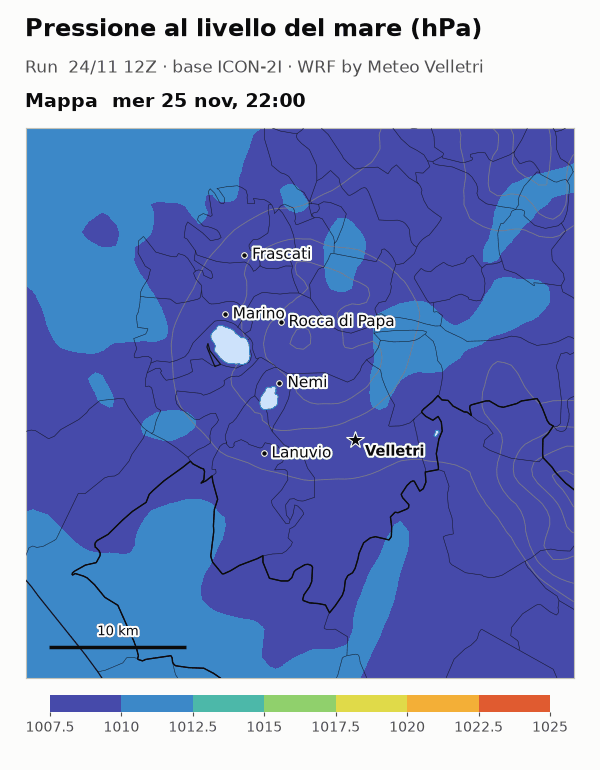 Pressione al livello del mare (hPa)
Run  24/11 12Z · base ICON-2I · WRF by Meteo Velletri
Mappa  mer 25 nov, 22:00
Frascati
Marino
Rocca di Papa
Nemi
Velletri
Lanuvio
10 km
1007.5 1010 1012.5 1015 1017.5 1020 1022.5 1025